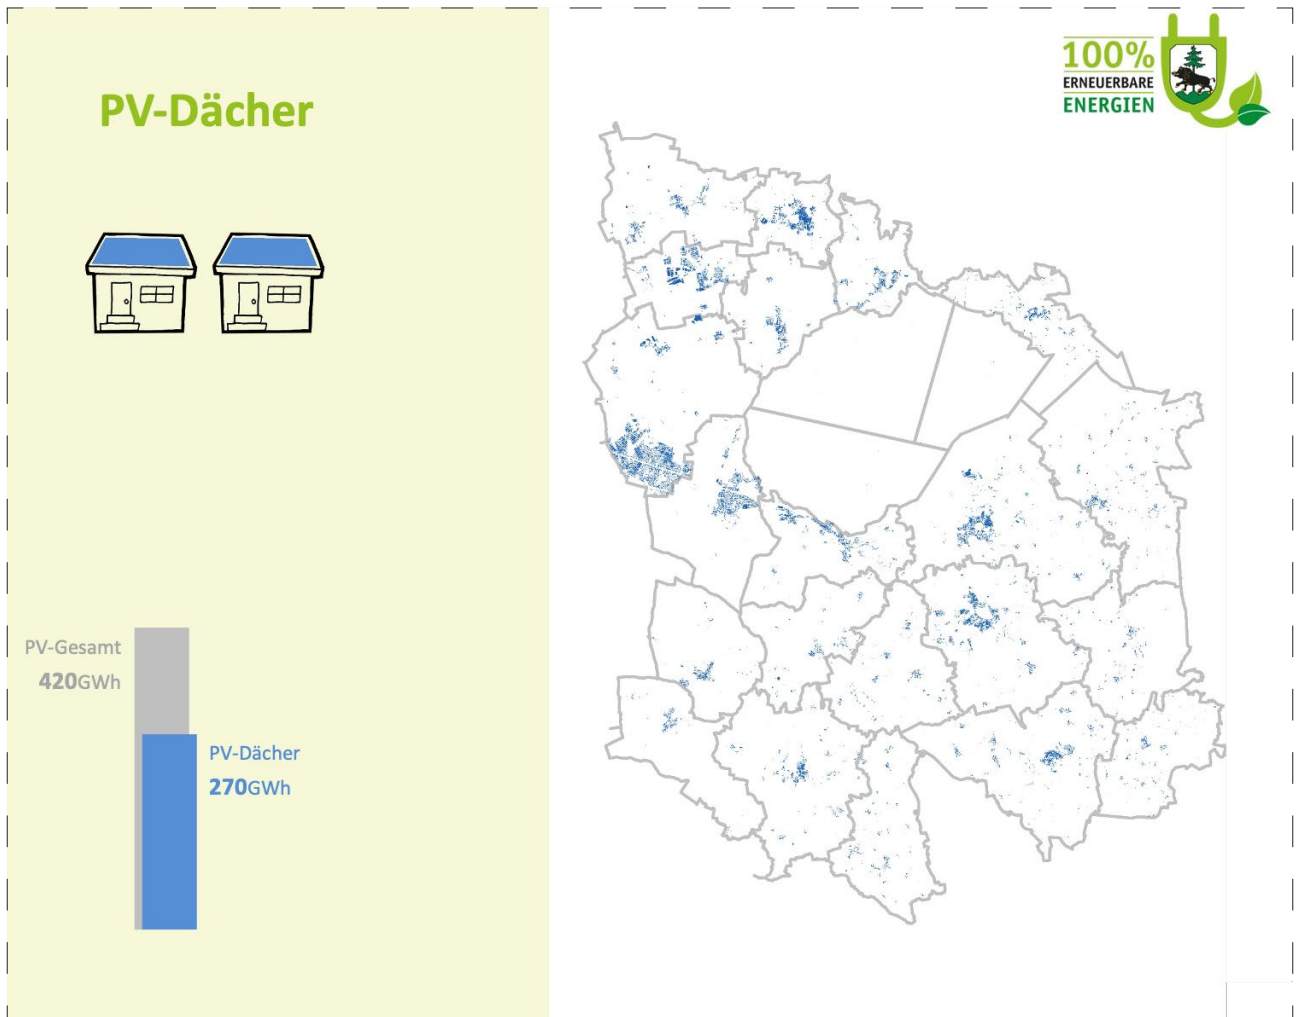 PV-Dächer
100%
ERNEUERBARE
ENERGIEN
PV-Gesamt
420GWh
PV-Dächer
270GWh